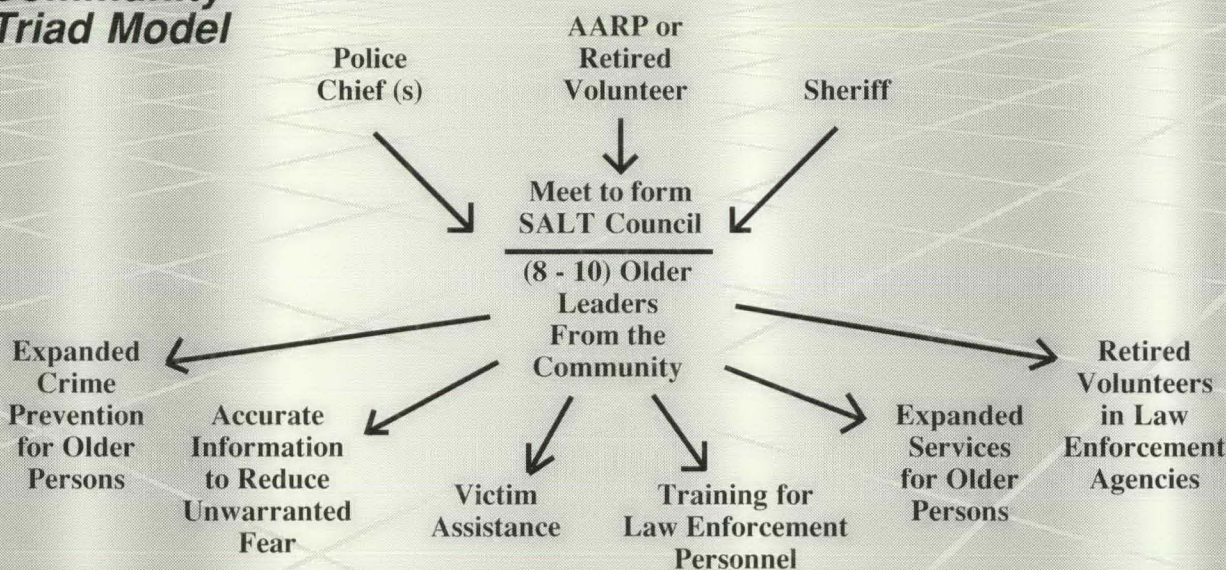 Triad Model
Police
Chief (s)
AARP or
Retired
Volunteer
Sheriff
Meet to form
SALT Council
(8 - 10) Older
Leaders
From the
Community
Expanded
Crime
Prevention
for Older
Persons
Accurate
Information
to Reduce
Unwarranted
Fear
Victim
Assistance
Training for
Law Enforcement
Personnel
Expanded
Services
for Older
Persons
Retired
Volunteers
in Law
Enforcement
Agencies